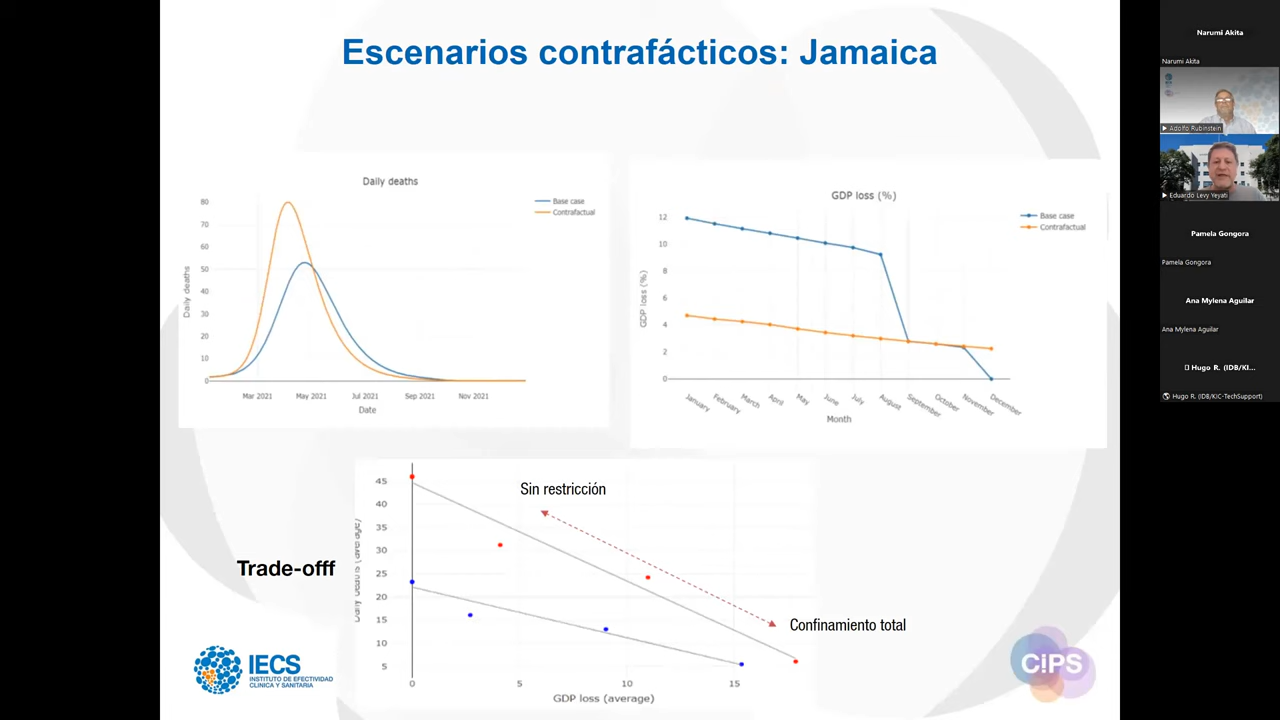 Escenarios contrafácticos: Jamaica
Daily deaths
Base case
Contrafactual
80
70
60
50
40
30
20
10
0
Daily deaths
Mar 2021
May 2021
Jul 2021
Sep 2021
Nov 2021
Date
GDP loss (%)
Base case
Contrafactual
12
10
8
6
4
2
0
GDP loss (%)
January
February
March
April
May
June
July
August
September
October
November
December
Month
Trade-offf
Sin restricción
Confinamiento total
45
40
35
30
25
20
15
10
5
Daily deaths (average)
0
5
10
15
GDP loss (average)
IECS
INSTITUTO DE EFECTIVIDAD
CLINICA Y SANITARIA
CiPS
Narumi Akita
Narumi Akita
Adolfo Rubinstein
Eduardo Levy Yeyati
Pamela Gongora
Pamela Gongora
Ana Mylena Aguilar
Ana Mylena Aguilar
Hugo R. (IDB/KI...
Hugo R. (IDB/KIC-TechSupport)